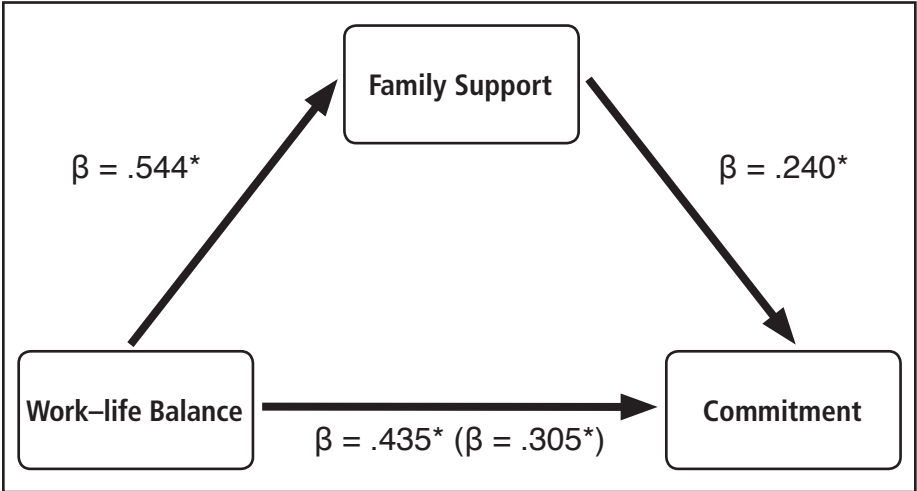 Family Support
β = .544*
β = .240*
Work–life Balance
Commitment
β = .435* (β = .305*)